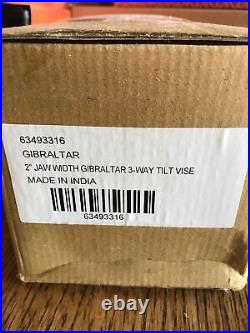 63493316
GIBRALTAR
2" JAW WIDTH GIBRALTAR 3-WAY TILT VISE
MADE IN INDIA
63493316